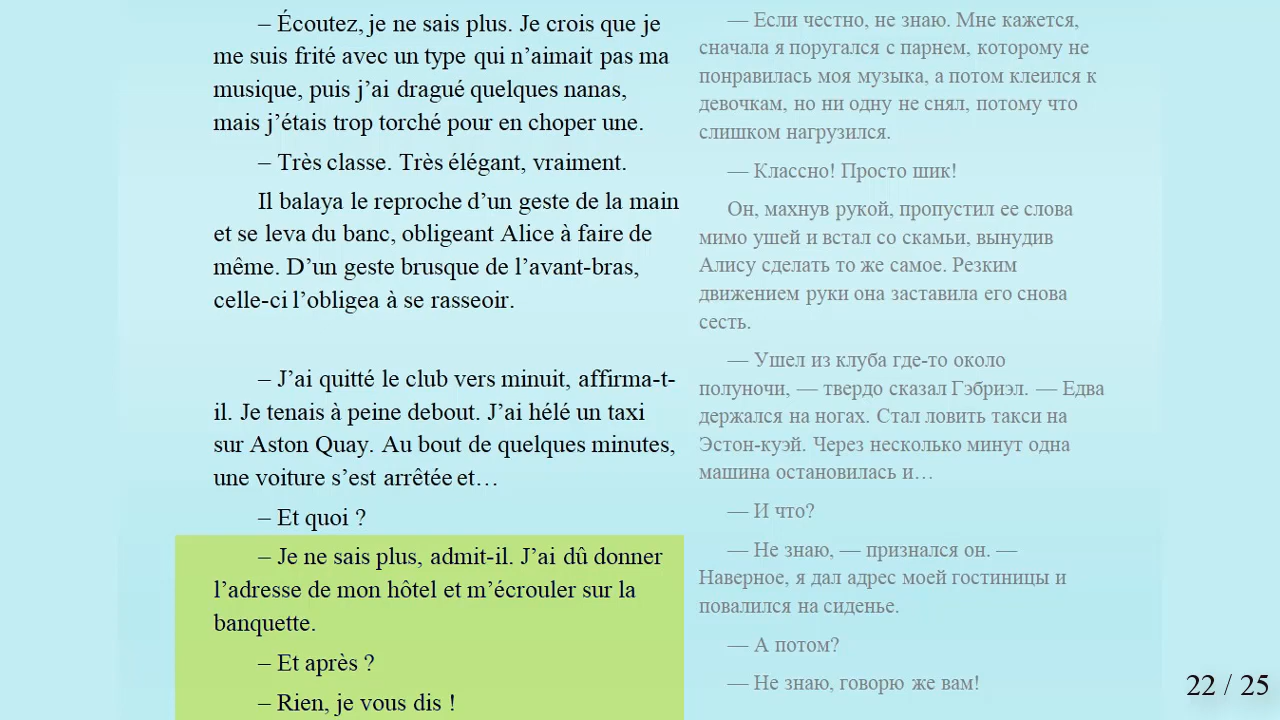 – Écoutez, je ne sais plus. Je crois que je
me suis frité avec un type qui n’aimait pas ma
musique, puis j’ai dragué quelques nanas,
mais j’étais trop torché pour en choper une.
– Très classe. Très élégant, vraiment.
Il balaya le reproche d’un geste de la main
et se leva du banc, obligeant Alice à faire de
même. D’un geste brusque de l’avant-bras,
celle-ci l’obligea à se rasseoir.
– J’ai quitté le club vers minuit, affirma-t-
il. Je tenais à peine debout. J’ai hélé un taxi
sur Aston Quay. Au bout de quelques minutes,
une voiture s’est arrêtée et…
– Et quoi ?
– Je ne sais plus, admit-il. J’ai dû donner
l’adresse de mon hôtel et m’écrouler sur la
banquette.
– Et après ?
– Rien, je vous dis !
— Если честно, не знаю. Мне кажется,
сначала я поругался с парнем, которому не
понравилась моя музыка, а потом клеился к
девочкам, но ни одну не снял, потому что
слишком нагрузился.
— Классно! Просто шик!
Он, махнув рукой, пропустил ее слова
мимо ушей и встал со скамьи, вынудив
Алису сделать то же самое. Резким
движением руки она заставила его снова
сесть.
— Ушел из клуба где-то около
полуночи, — твердо сказал Гэбриэл. — Едва
держался на ногах. Стал ловить такси на
Эстон-куэй. Через несколько минут одна
машина остановилась и…
— И что?
— Не знаю, — признался он. —
Наверное, я дал адрес моей гостиницы и
повалился на сиденье.
— А потом?
— Не знаю, говорю же вам!
22 / 25